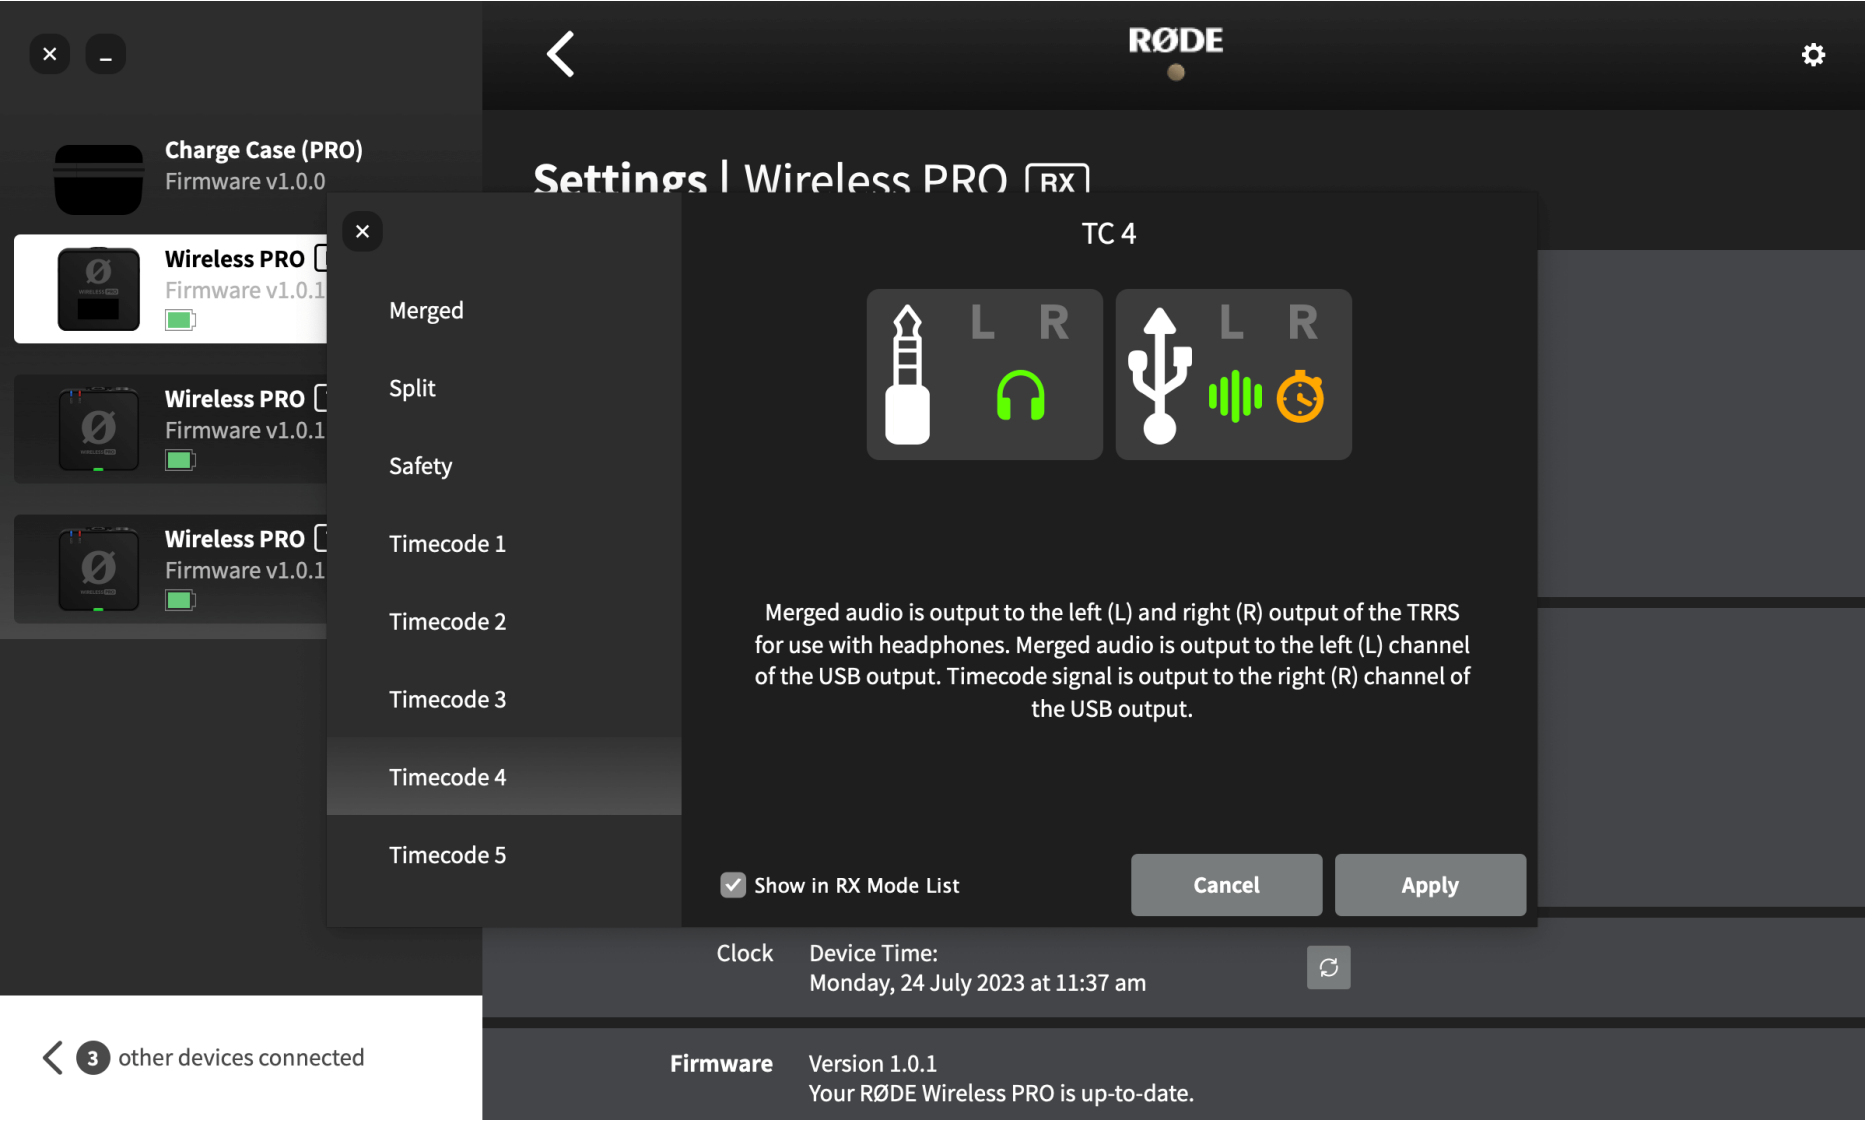 RØDE
Charge Case (PRO)
Firmware v1.0.0
Settings | Wireless PRO RX
Wireless PRO
Firmware v1.0.1
Wireless PRO
Firmware v1.0.1
Wireless PRO
Firmware v1.0.1
Merged
Split
Safety
Timecode 1
Timecode 2
Timecode 3
Timecode 4
Timecode 5
TC 4
L R
L R
Merged audio is output to the left (L) and right (R) output of the TRRS
for use with headphones. Merged audio is output to the left (L) channel
of the USB output. Timecode signal is output to the right (R) channel of
the USB output.
Show in RX Mode List
Cancel
Apply
Clock
Device Time:
Monday, 24 July 2023 at 11:37 am
Firmware
Version 1.0.1
Your RØDE Wireless PRO is up-to-date.
3 other devices connected